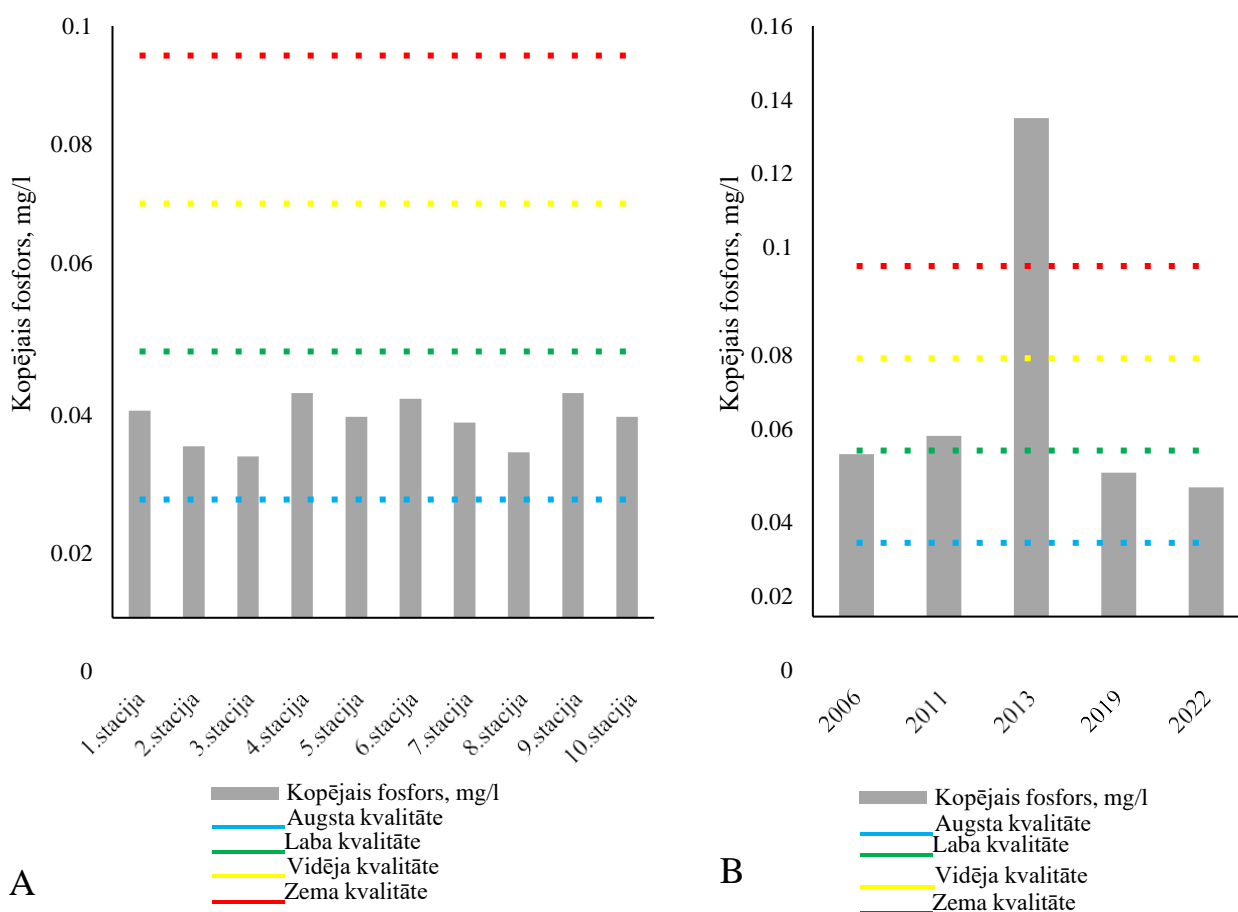 Kopējais fosfors, mg/l
0.1
0.08
0.06
0.04
0.02
0
1.stacija
2.stacija
3.stacija
4.stacija
5.stacija
6.stacija
7.stacija
8.stacija
9.stacija
10.stacija
Kopējais fosfors, mg/l
Augsta kvalitāte
Laba kvalitāte
Vidēja kvalitāte
Zema kvalitāte
A
Kopējais fosfors, mg/l
0.16
0.14
0.12
0.1
0.08
0.06
0.04
0.02
0
2006
2011
2013
2019
2022
Kopējais fosfors, mg/l
Augsta kvalitāte
Laba kvalitāte
Vidēja kvalitāte
Zema kvalitāte
B